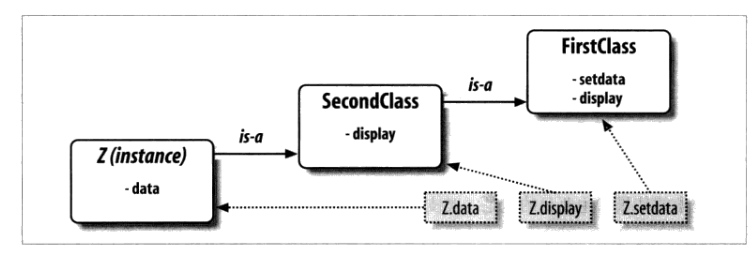 FirstClass
- setdata
- display
is-a
SecondClass
- display
is-a
Z (instance)
- data
Z.data
Z.display
Z.setdata